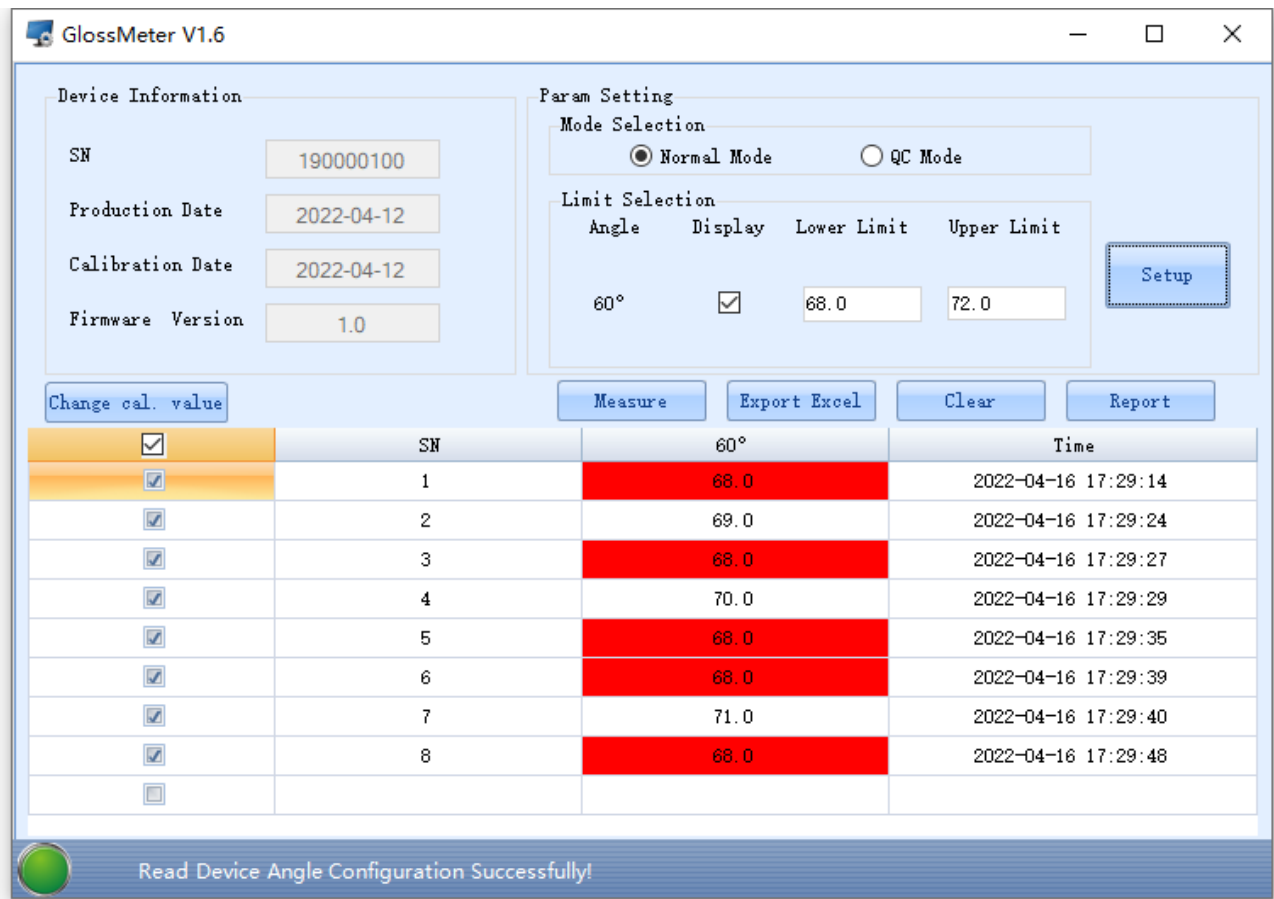 GlossMeter V1.6
Device Information
SN 190000100
Production Date 2022-04-12
Calibration Date 2022-04-12
Firmware Version 1.0
Param Setting
Mode Selection
Normal Mode QC Mode
Limit Selection
Angle Display Lower Limit Upper Limit
60° 68.0 72.0
Setup
Change cal. value Measure Export Excel Clear Report
SN 60° Time
1 68.0 2022-04-16 17:29:14
2 69.0 2022-04-16 17:29:24
3 68.0 2022-04-16 17:29:27
4 70.0 2022-04-16 17:29:29
5 68.0 2022-04-16 17:29:35
6 68.0 2022-04-16 17:29:39
7 71.0 2022-04-16 17:29:40
8 68.0 2022-04-16 17:29:48
Read Device Angle Configuration Successfully!